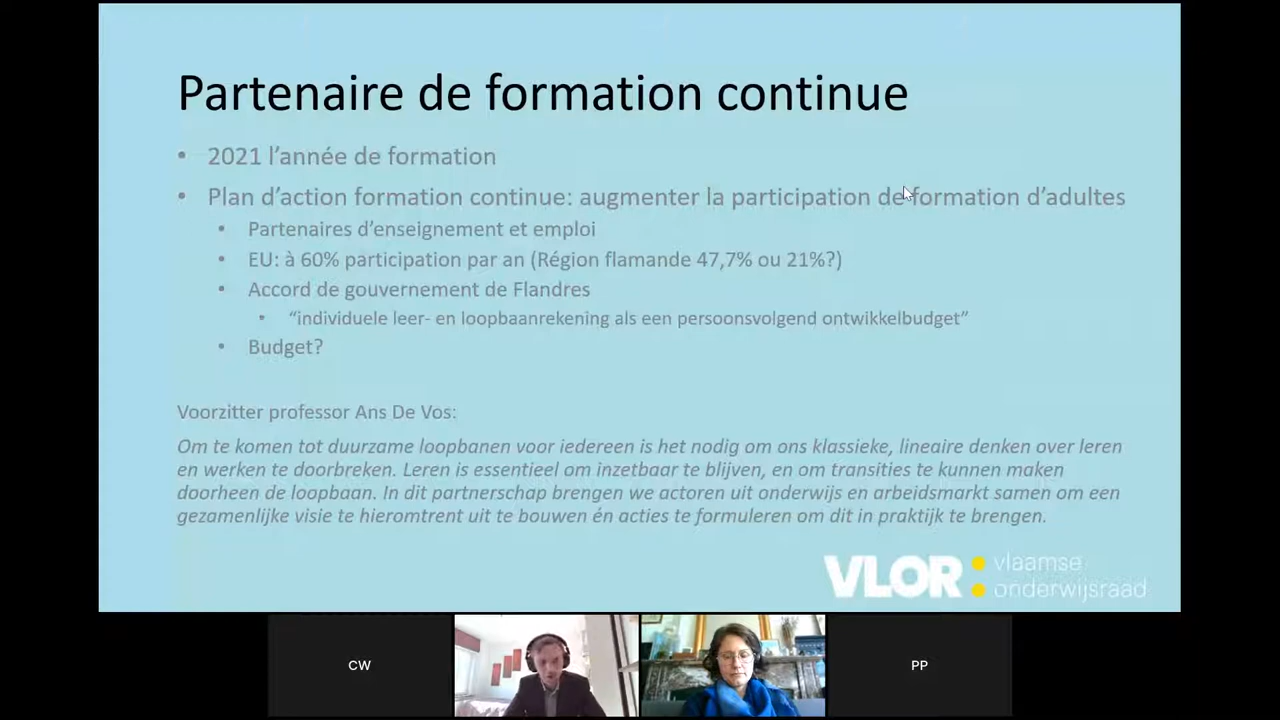 Partenaire de formation continue
• 2021 l’année de formation
• Plan d’action formation continue: augmenter la participation de formation d’adultes
• Partenaires d’enseignement et emploi
• EU: à 60% participation par an (Région flamande 47,7% ou 21%?)
• Accord de gouvernement de Flandres
• “individuele leer- en loopbaanrekening als een persoonsvolgend ontwikkelbudget”
• Budget?
Voorzitter professor Ans De Vos:
Om te komen tot duurzame loopbanen voor iedereen is het nodig om ons klassieke, lineaire denken over leren
en werken te doorbreken. Leren is essentieel om inzetbaar te blijven, en om transities te kunnen maken
doorheen de loopbaan. In dit partnerschap brengen we actoren uit onderwijs en arbeidsmarkt samen om een
gezamenlijke visie te hieromtrent uit te bouwen én acties te formuleren om dit in praktijk te brengen.
VLOR: vlaamse
onderwijsraad
CW
PP